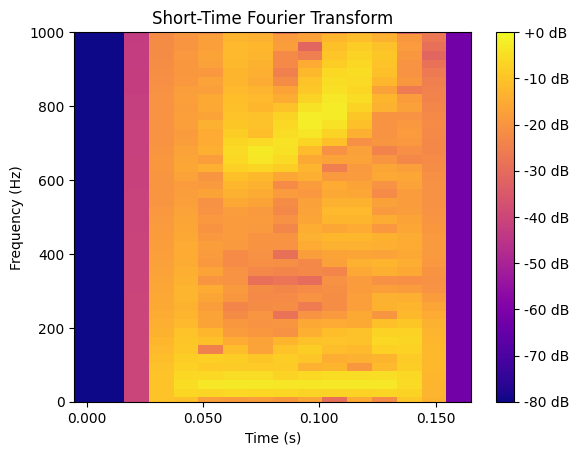 Short-Time Fourier Transform
1000
800
600
400
200
0
Frequency (Hz)
0.000
0.050
0.100
0.150
Time (s)
+0 dB
-10 dB
-20 dB
-30 dB
-40 dB
-50 dB
-60 dB
-70 dB
-80 dB